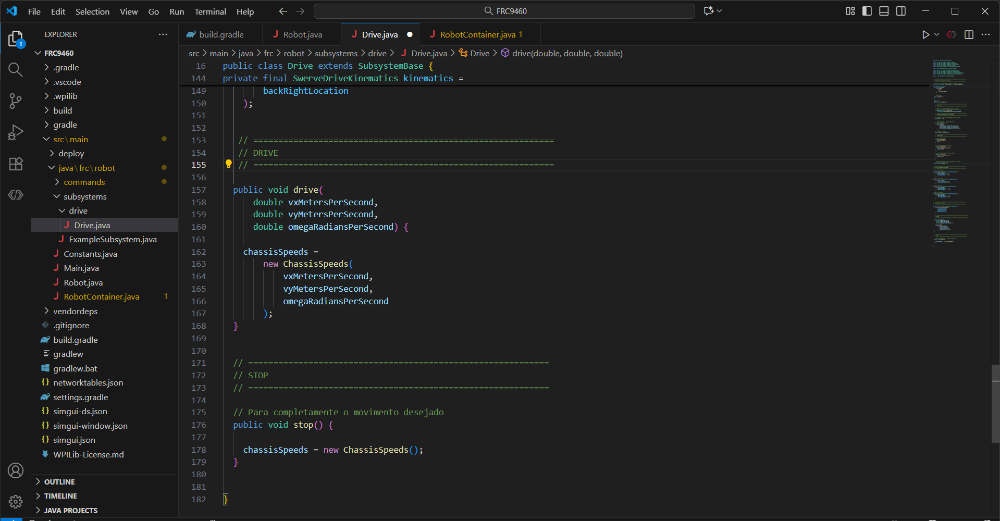 File Edit Selection View Go Run Terminal Help
FRC9460
EXPLORER
1
FRC9460
.gradle
.vscode
.wpilib
build
gradle
src\main
deploy
java\frc\robot
commands
subsystems
drive
Drive.java
ExampleSubsystem.java
Constants.java
Main.java
Robot.java
RobotContainer.java 1
vendordeps
.gitignore
build.gradle
gradlew
gradlew.bat
networktables.json
settings.gradle
simgui-ds.json
simgui-window.json
simgui.json
WPILib-License.md
OUTLINE
TIMELINE
JAVA PROJECTS
build.gradle Robot.java Drive.java RobotContainer.java 1
src > main > java > frc > robot > subsystems > drive > Drive.java > Drive > drive(double, double, double)
16 public class Drive extends SubsystemBase {
144 private final SwerveDriveKinematics kinematics =
149 backRightLocation
150 );
151
152
153 // ============================================================
154 // DRIVE
155 // ============================================================
156
157 public void drive(
158 double vxMetersPerSecond,
159 double vyMetersPerSecond,
160 double omegaRadiansPerSecond) {
161
162 chassisSpeeds =
163 new ChassisSpeeds(
164 vxMetersPerSecond,
165 vyMetersPerSecond,
166 omegaRadiansPerSecond
167 );
168 }
169
170
171 // ============================================================
172 // STOP
173 // ============================================================
174
175 // Para completamente o movimento desejado
176 public void stop() {
177
178 chassisSpeeds = new ChassisSpeeds();
179 }
180
181
182 }